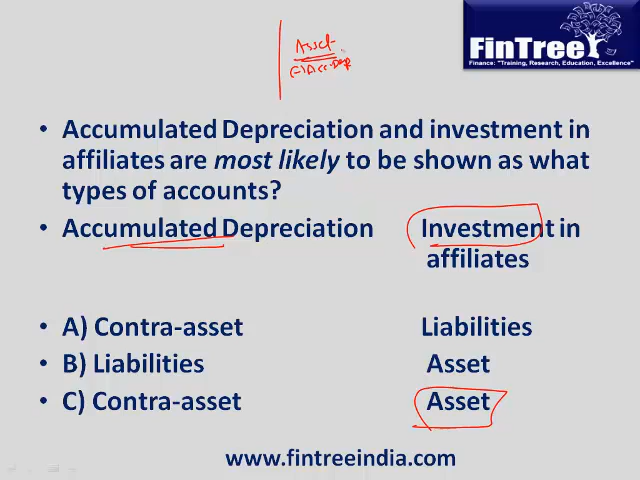 FinTree
Finance: "Training, Research, Education, Excellence"
Asset
(-) Acc. Dep
• Accumulated Depreciation and investment in
affiliates are most likely to be shown as what
types of accounts?
• Accumulated Depreciation Investment in
affiliates
• A) Contra-asset Liabilities
• B) Liabilities Asset
• C) Contra-asset Asset
www.fintreeindia.com